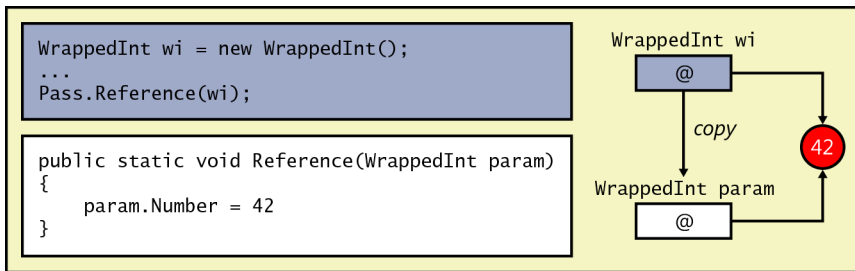 WrappedInt wi = new WrappedInt();
...
Pass.Reference(wi);
public static void Reference(WrappedInt param)
{
    param.Number = 42
}
WrappedInt wi
@
copy
42
WrappedInt param
@